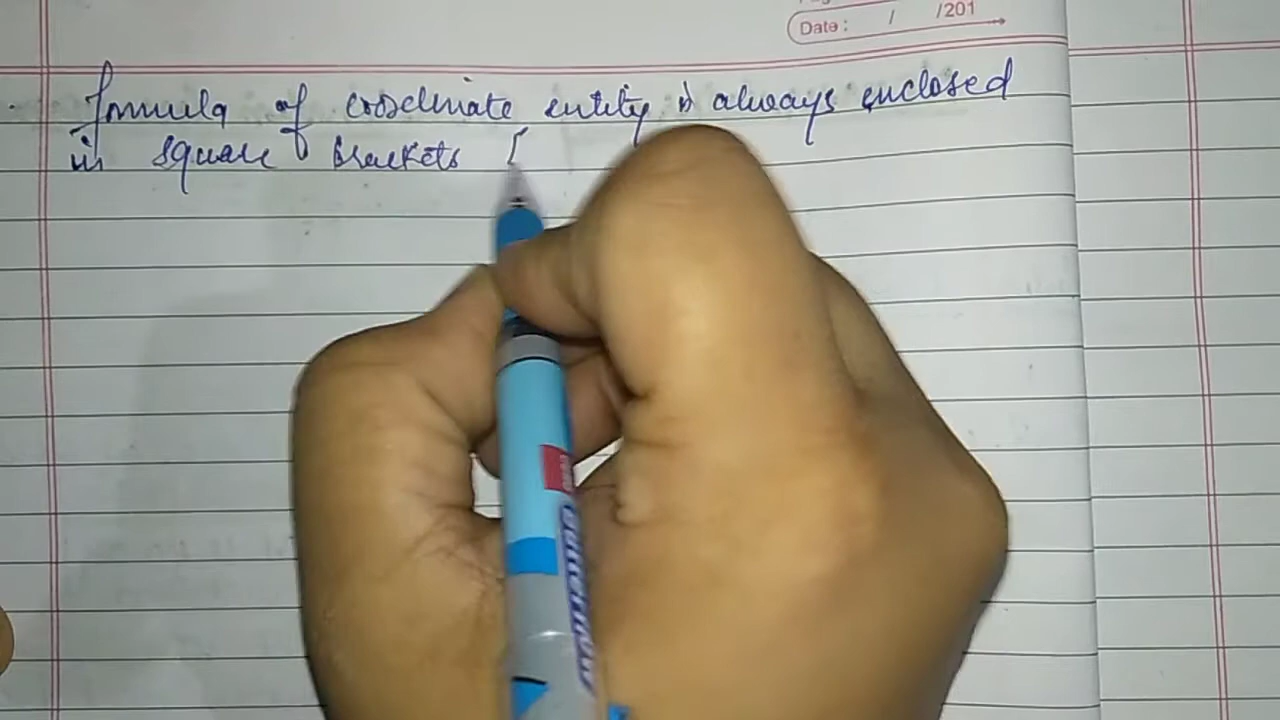 Date : / /201
formula of coordinate entity is always enclosed
in square brackets [